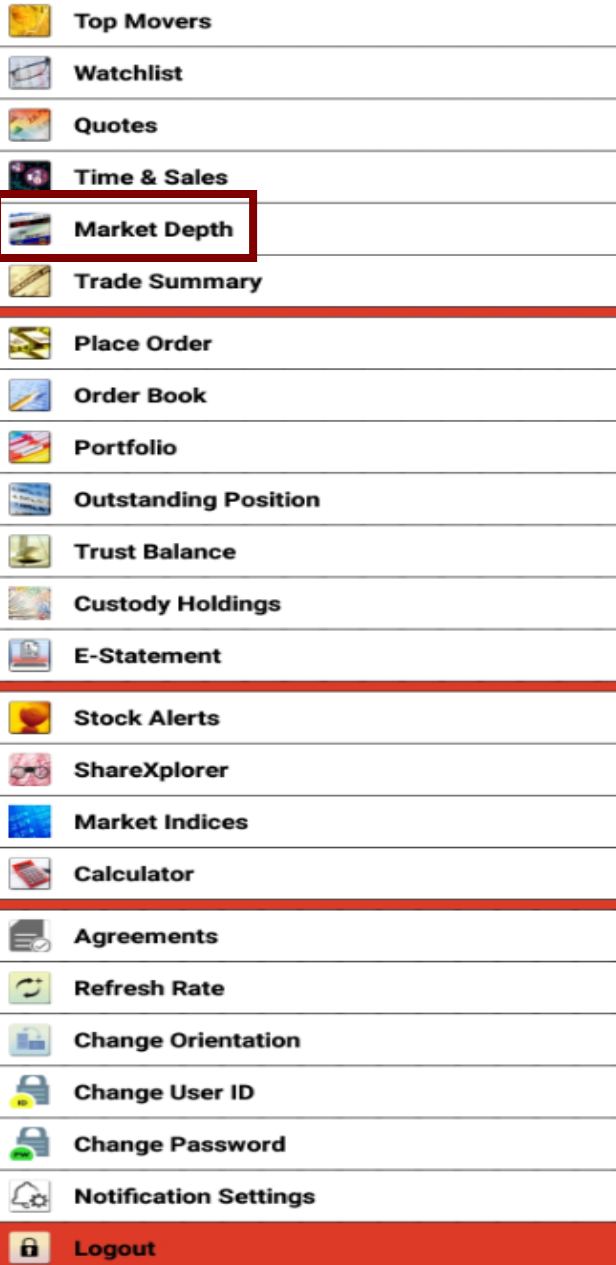 Top Movers
Watchlist
Quotes
Time & Sales
Market Depth
Trade Summary
Place Order
Order Book
Portfolio
Outstanding Position
Trust Balance
Custody Holdings
E-Statement
Stock Alerts
ShareXplorer
Market Indices
Calculator
Agreements
Refresh Rate
Change Orientation
ID
Change User ID
PW
Change Password
Notification Settings
Logout